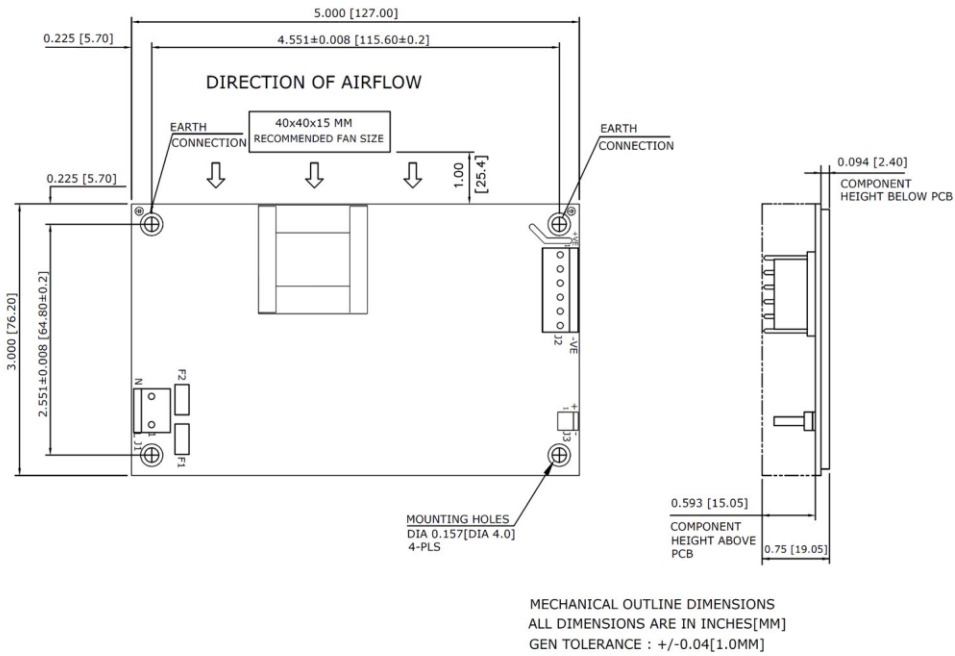 5.000 [127.00]
0.225 [5.70]
4.551±0.008 [115.60±0.2]
DIRECTION OF AIRFLOW
40x40x15 MM
RECOMMENDED FAN SIZE
EARTH
CONNECTION
EARTH
CONNECTION
1.00
[25.4]
0.225 [5.70]
0.094 [2.40]
COMPONENT
HEIGHT BELOW PCB
3.000 [76.20]
2.551±0.008 [64.80±0.2]
+VE
1
J2
-VE
N
F2
1
J1
F1
+
1
-
J3
MOUNTING HOLES
DIA 0.157[DIA 4.0]
4-PLS
0.593 [15.05]
COMPONENT
HEIGHT ABOVE
PCB
0.75 [19.05]
MECHANICAL OUTLINE DIMENSIONS
ALL DIMENSIONS ARE IN INCHES[MM]
GEN TOLERANCE : +/-0.04[1.0MM]